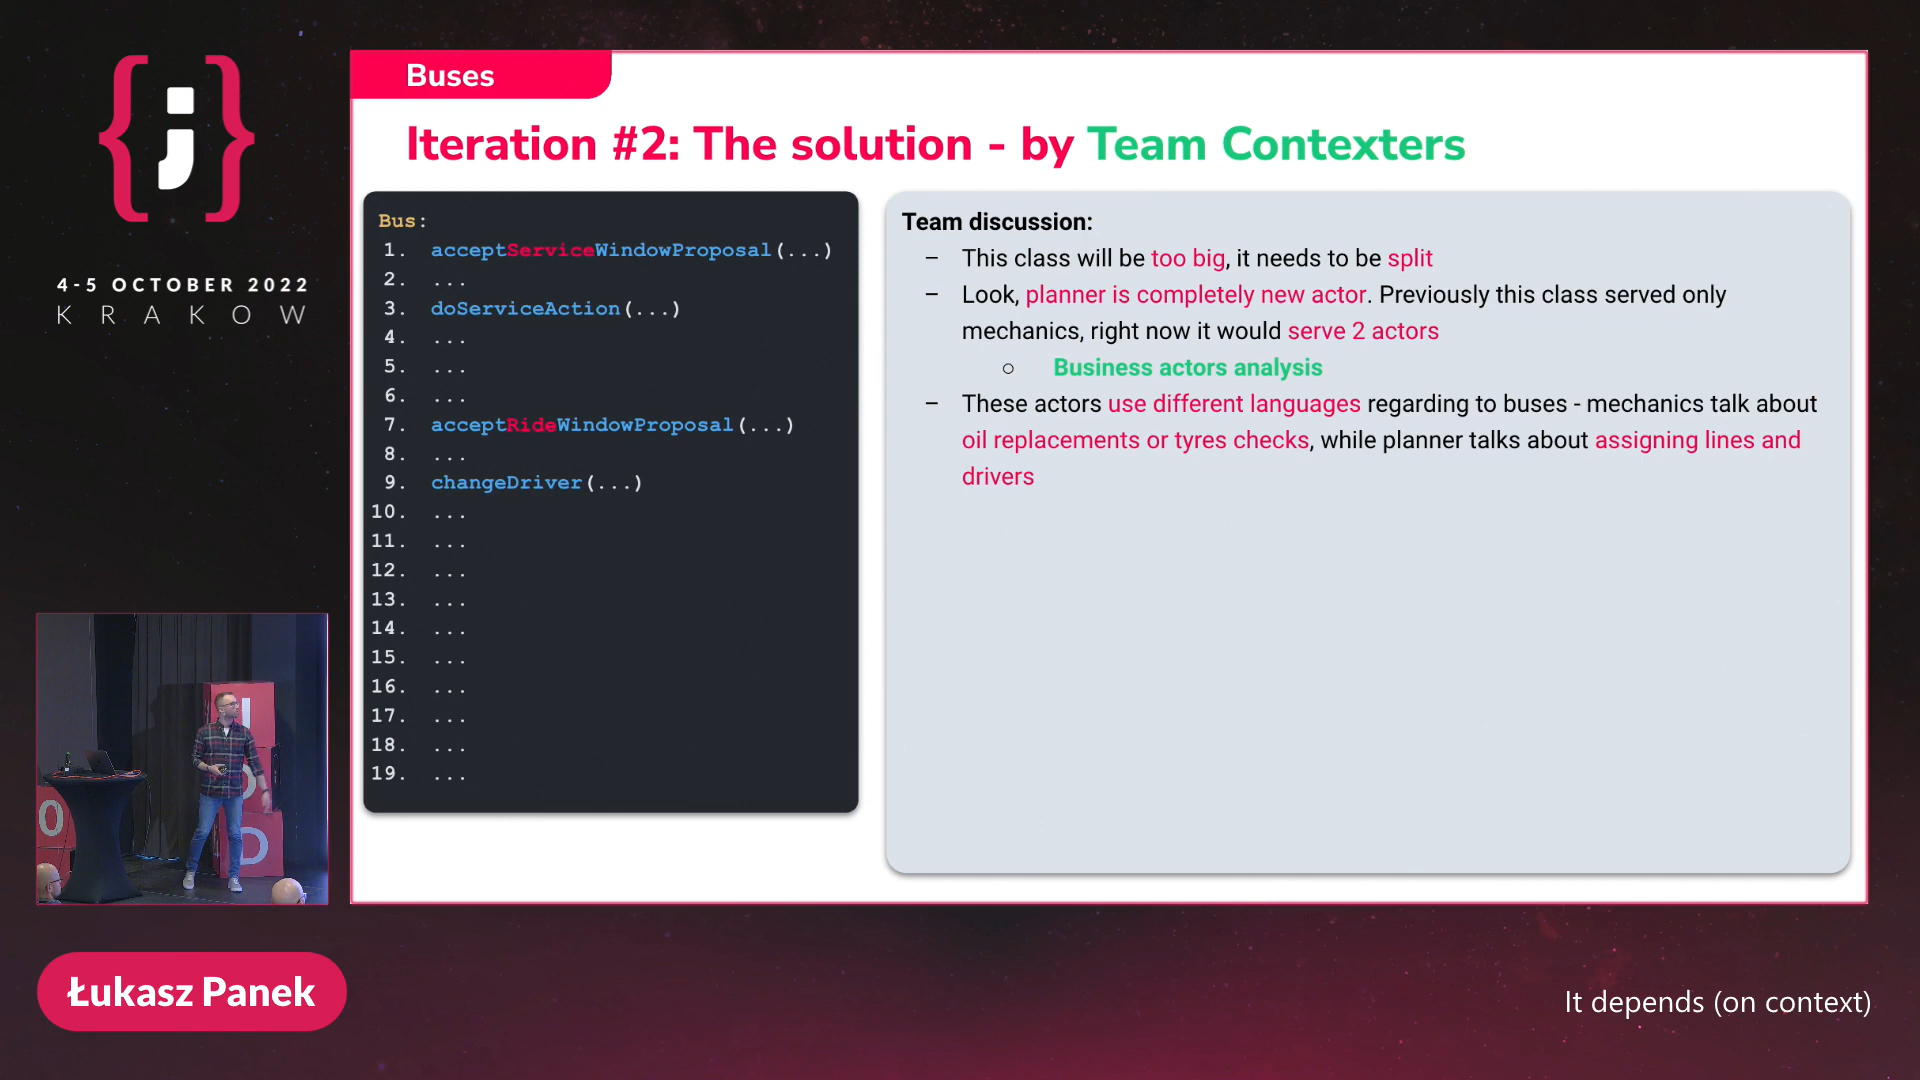 {;}
4-5 OCTOBER 2022
KRAKOW
Buses
Iteration #2: The solution - by Team Contexters
Bus:
1. acceptServiceWindowProposal(...)
2. ...
3. doServiceAction(...)
4. ...
5. ...
6. ...
7. acceptRideWindowProposal(...)
8. ...
9. changeDriver(...)
10. ...
11. ...
12. ...
13. ...
14. ...
15. ...
16. ...
17. ...
18. ...
19. ...
Team discussion:
– This class will be too big, it needs to be split
– Look, planner is completely new actor. Previously this class served only
mechanics, right now it would serve 2 actors
○ Business actors analysis
– These actors use different languages regarding to buses - mechanics talk about
oil replacements or tyres checks, while planner talks about assigning lines and
drivers
J
D
D
0
Łukasz Panek
It depends (on context)